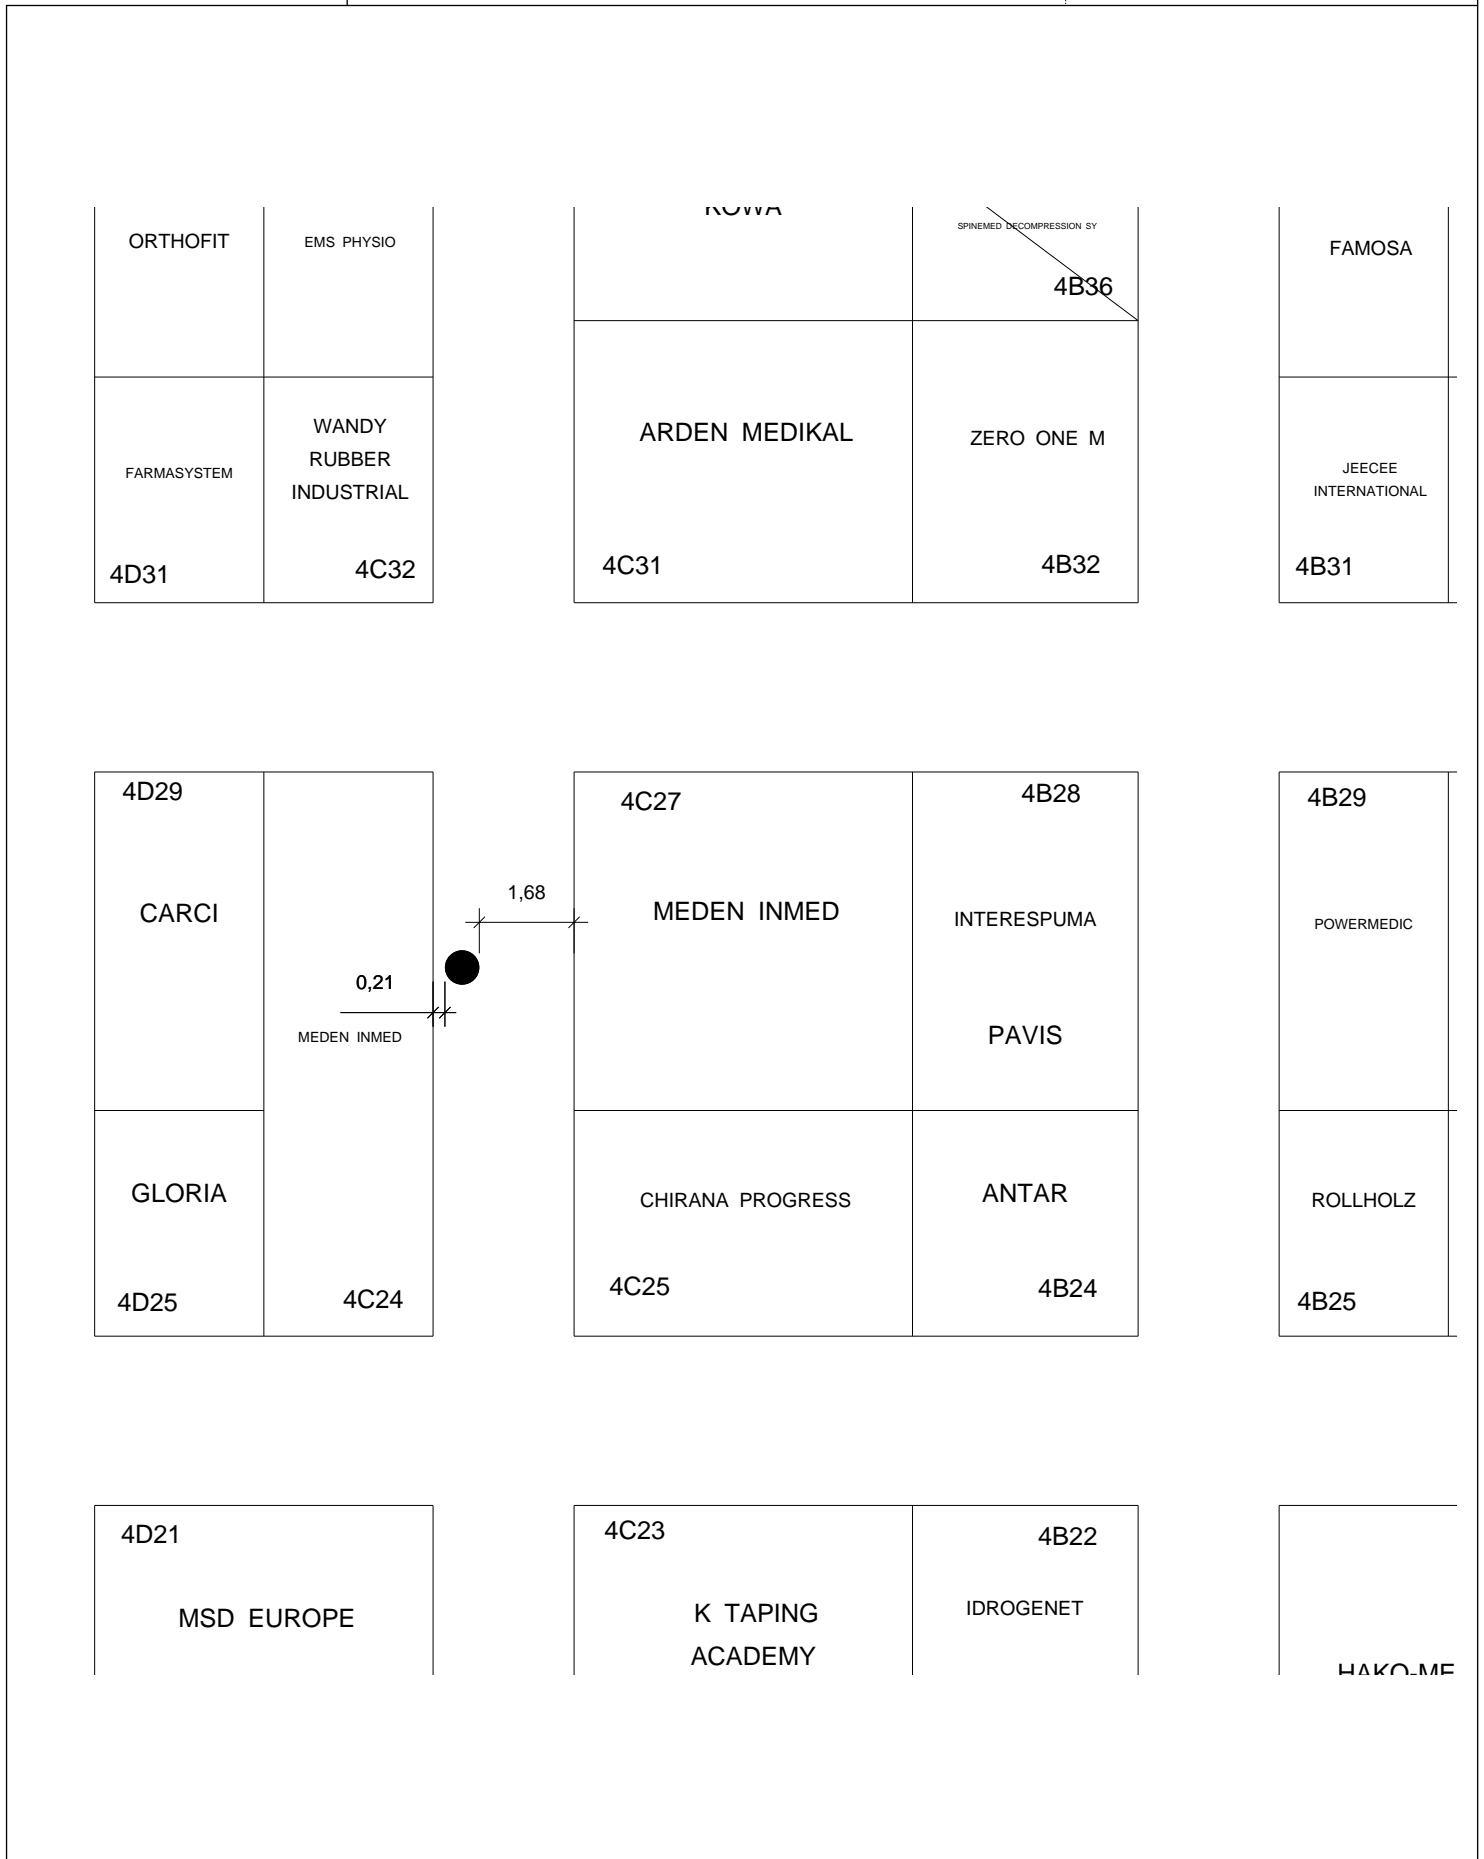 KOWA
SPINEMED DECOMPRESSION SY
ORTHOFIT
EMS PHYSIO
FAMOSA
4B36
WANDY
RUBBER
INDUSTRIAL
ARDEN MEDIKAL
ZERO ONE M
FARMASYSTEM
JEECEE
INTERNATIONAL
4D31
4C32
4C31
4B32
4B31
4D29
4C27
4B28
4B29
1,68
CARCI
MEDEN INMED
INTERESPUMA
POWERMEDIC
0,21
MEDEN INMED
PAVIS
GLORIA
CHIRANA PROGRESS
ANTAR
ROLLHOLZ
4D25
4C24
4C25
4B24
4B25
4D21
4C23
4B22
MSD EUROPE
K TAPING
ACADEMY
IDROGENET
HAKO-ME